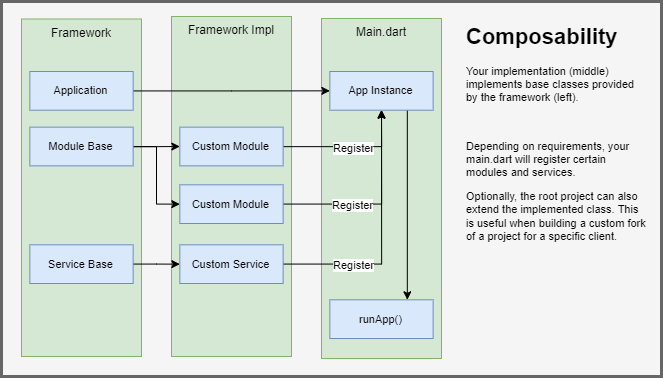 Framework
Framework Impl
Main.dart
Composability
Application
App Instance
Your implementation (middle)
implements base classes provided
by the framework (left).
Module Base
Custom Module
Register
Depending on requirements, your
main.dart will register certain
modules and services.
Custom Module
Register
Optionally, the root project can also
extend the implemented class. This
is useful when building a custom fork
of a project for a specific client.
Service Base
Custom Service
Register
runApp()